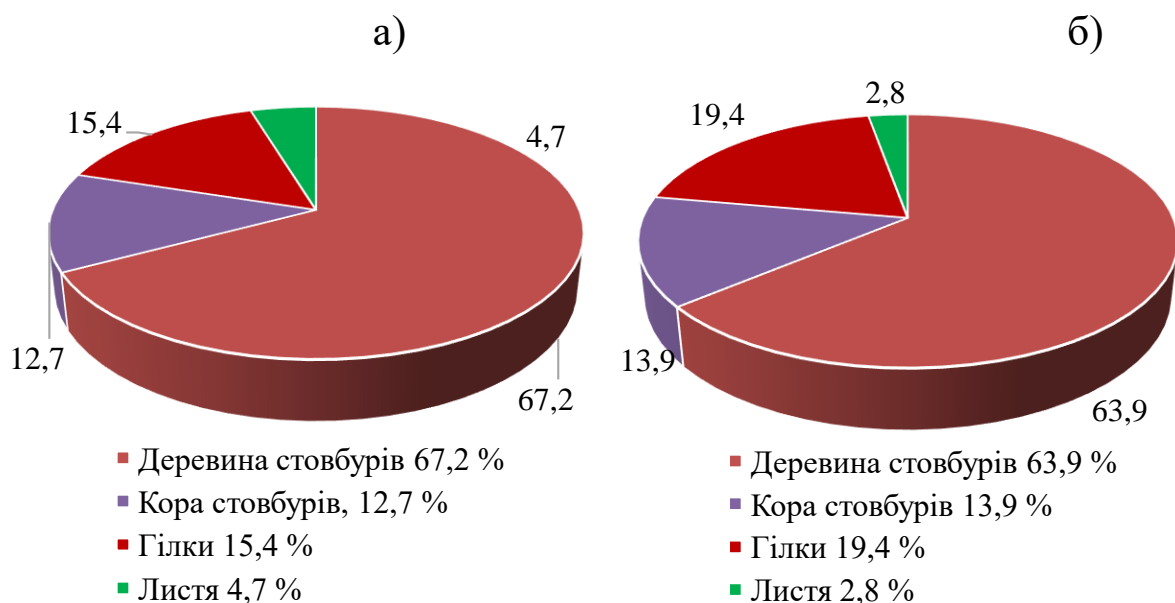 а)
15,4
4,7
12,7
67,2
Деревина стовбурів 67,2 %
Кора стовбурів, 12,7 %
Гілки 15,4 %
Листя 4,7 %
б)
19,4
2,8
13,9
63,9
Деревина стовбурів 63,9 %
Кора стовбурів 13,9 %
Гілки 19,4 %
Листя 2,8 %